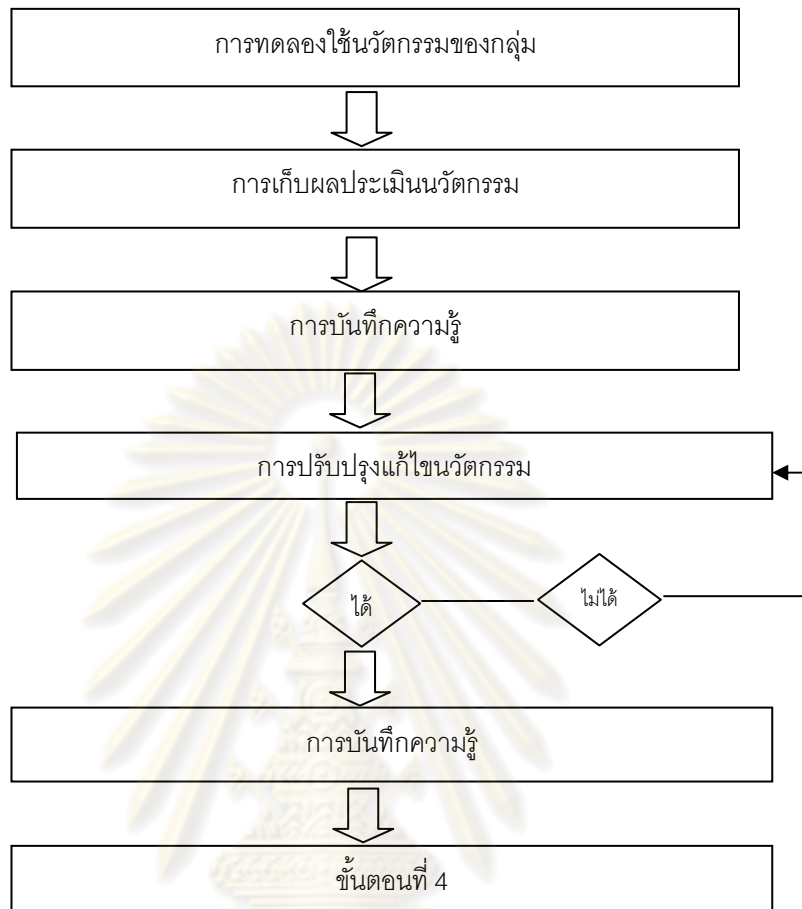 การทดลองใช้นวัตกรรมของกลุ่ม
การเก็บผลประเมินนวัตกรรม
การบันทึกความรู้
การปรับปรุงแก้ไขนวัตกรรม
ได้
ไม่ได้
การบันทึกความรู้
ขั้นตอนที่ 4